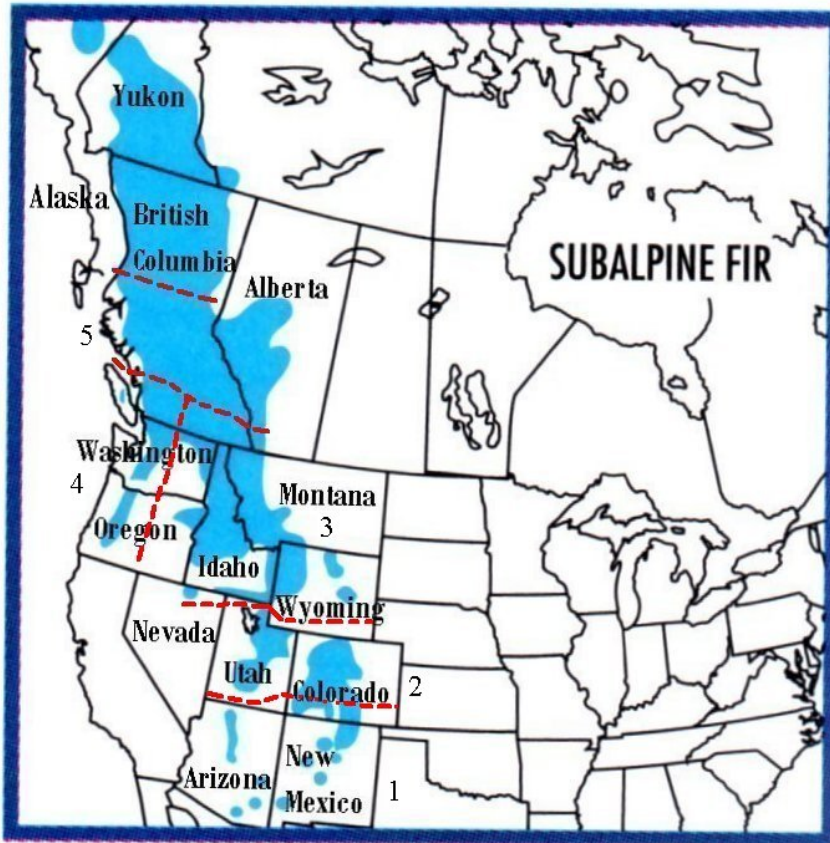 Yukon
Alaska
British
Columbia
SUBALPINE FIR
Alberta
5
Washington
4
Montana
Oregon
3
Idaho
Wyoming
Nevada
Utah
Colorado
2
New
Arizona
Mexico
1